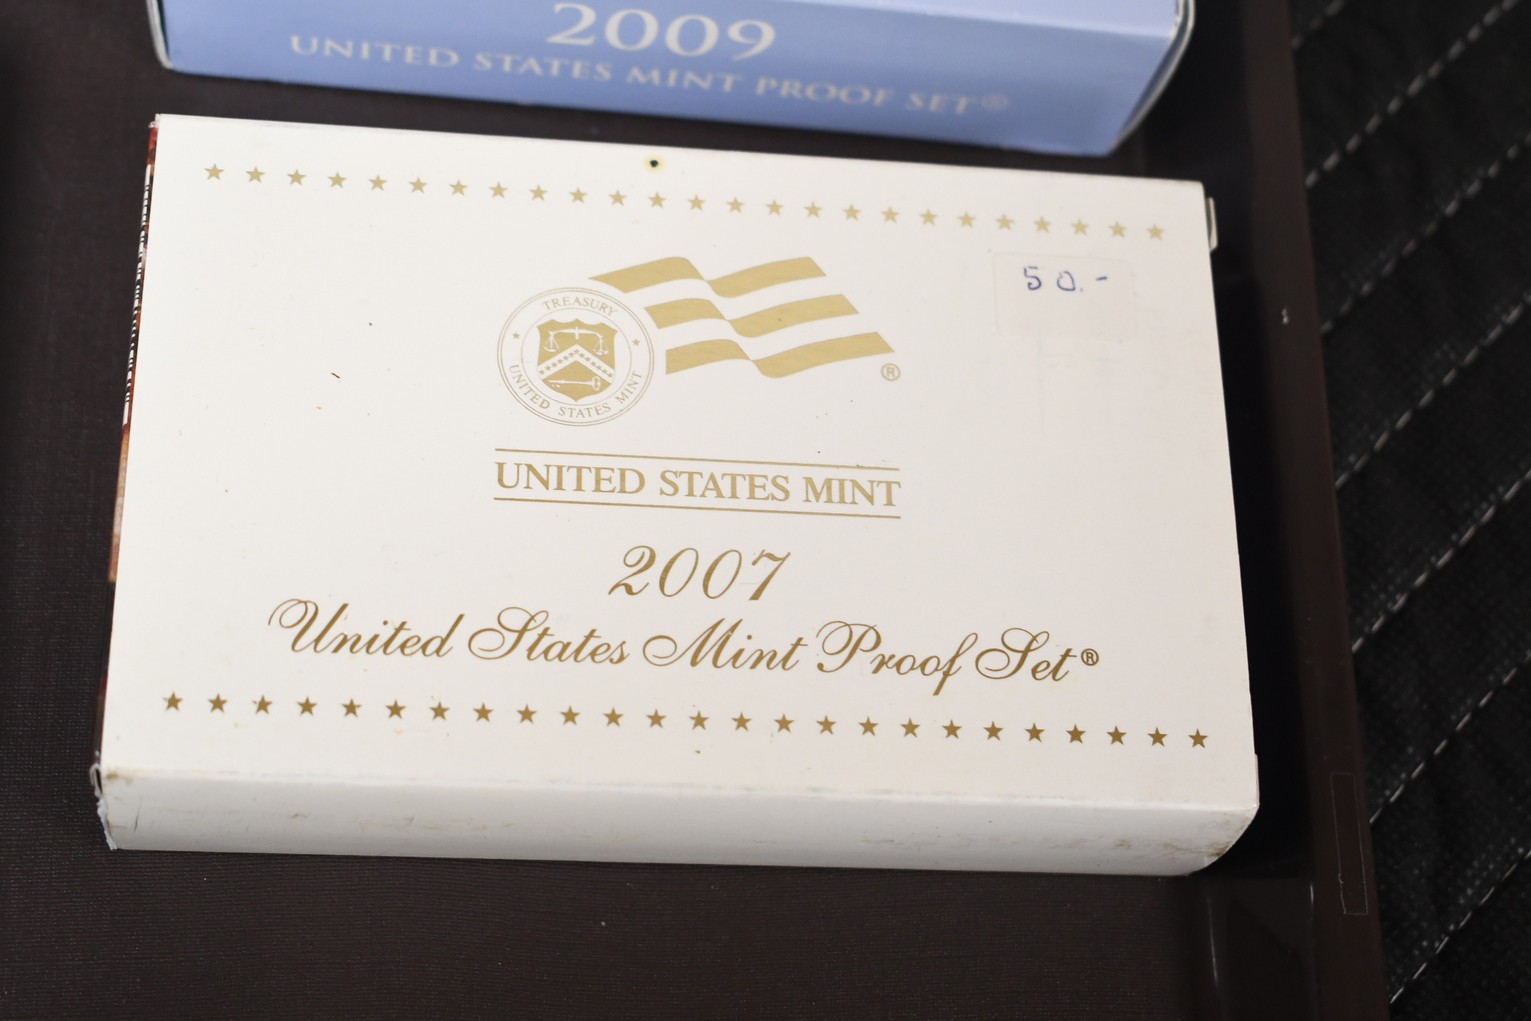 2009
UNITED STATES MINT PROOF SET®
50.-
TREASURY
UNITED STATES MINT
®
UNITED STATES MINT
2007
United States Mint Proof Set®